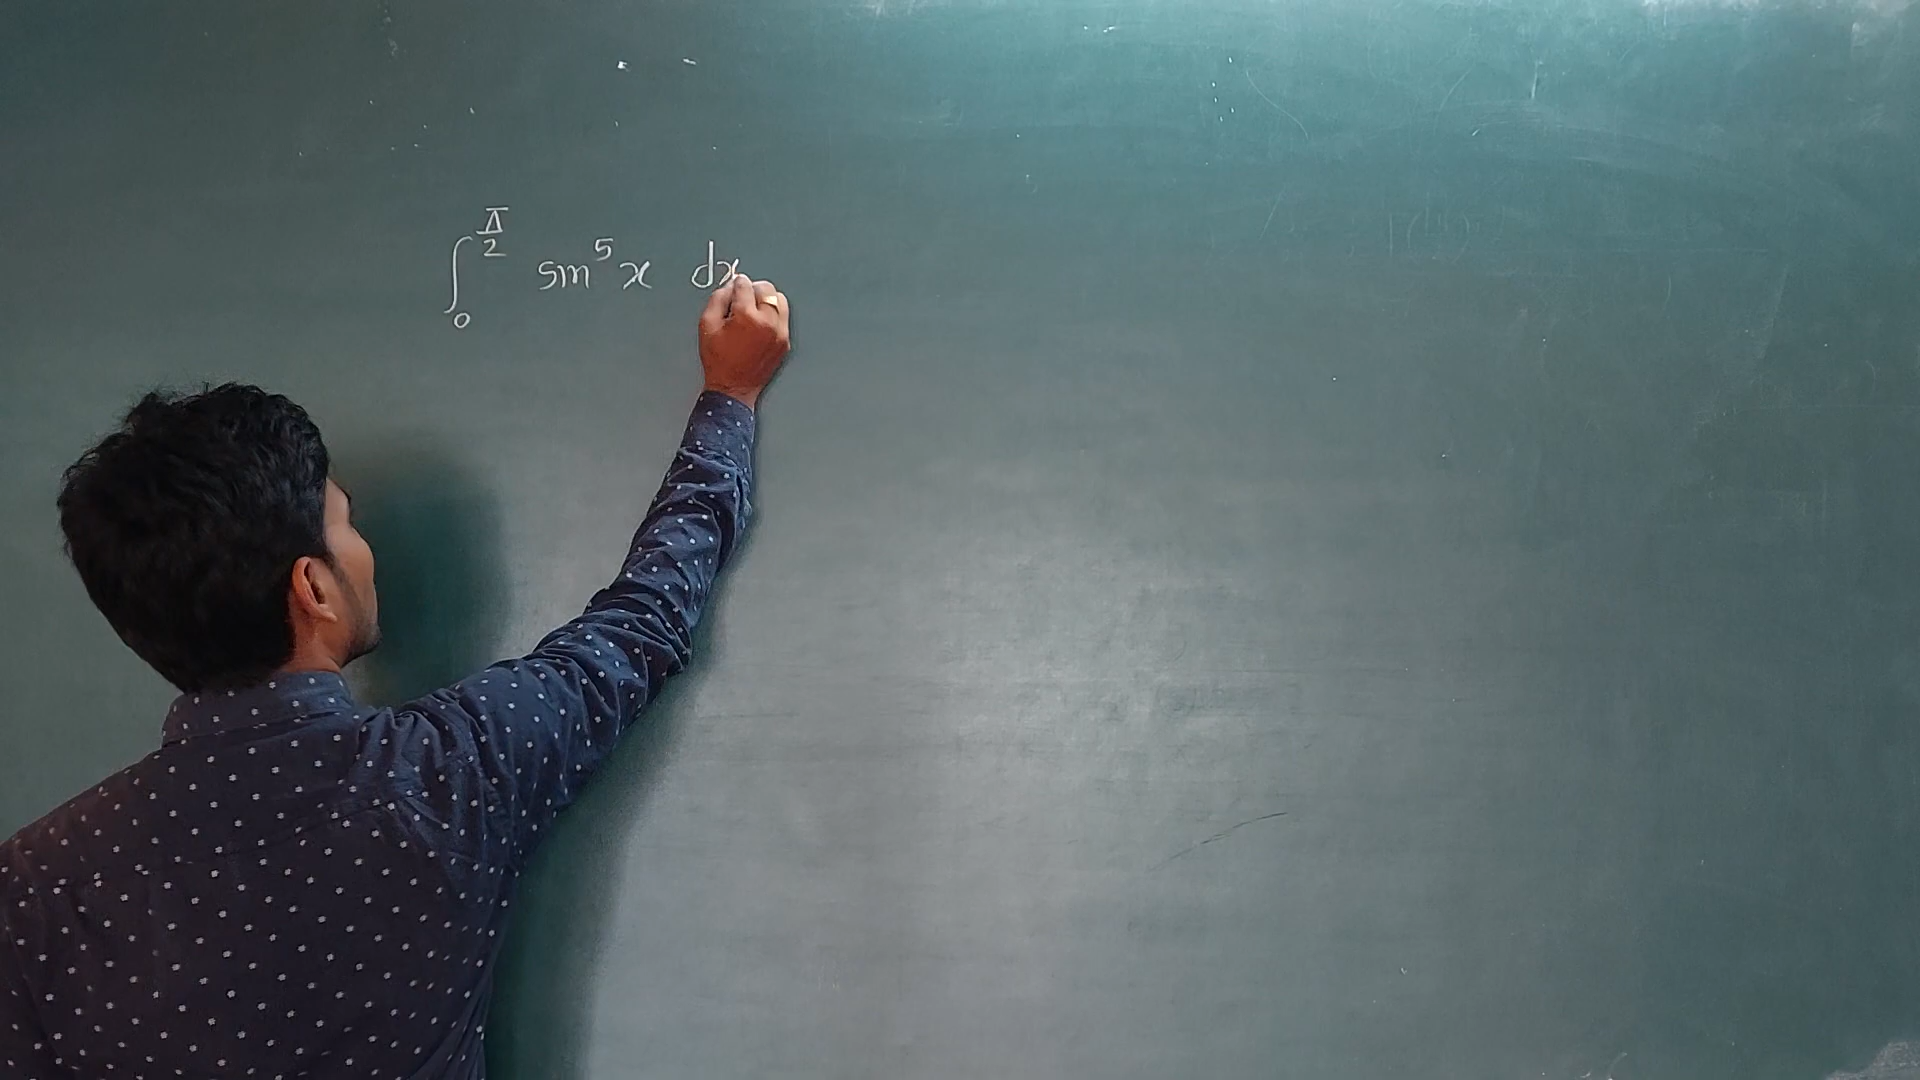 ∫₀^(π/2) sin⁵x dx